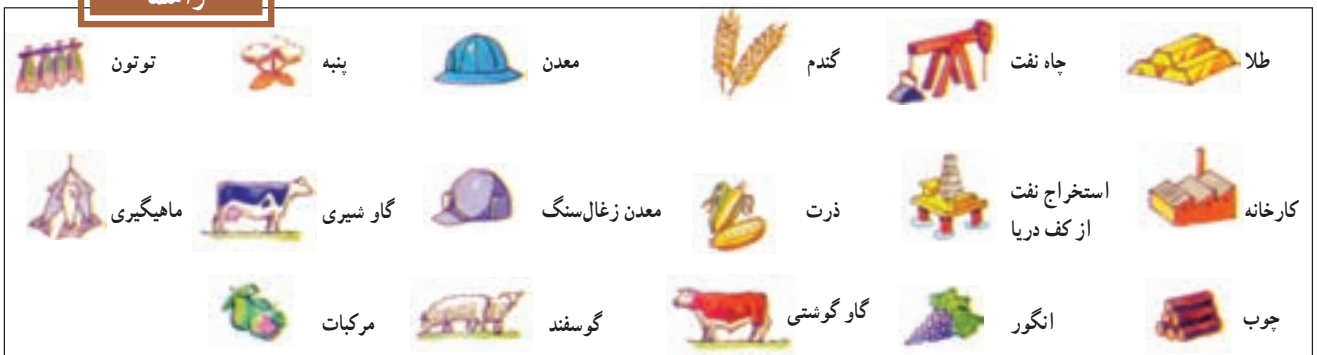 راهنما
طلا
چاه نفت
گندم
معدن
پنبه
توتون
کارخانه
استخراج نفت
از کف دریا
ذرت
معدن زغال‌سنگ
گاو شیری
ماهیگیری
چوب
انگور
گاو گوشتی
گوسفند
مرکبات